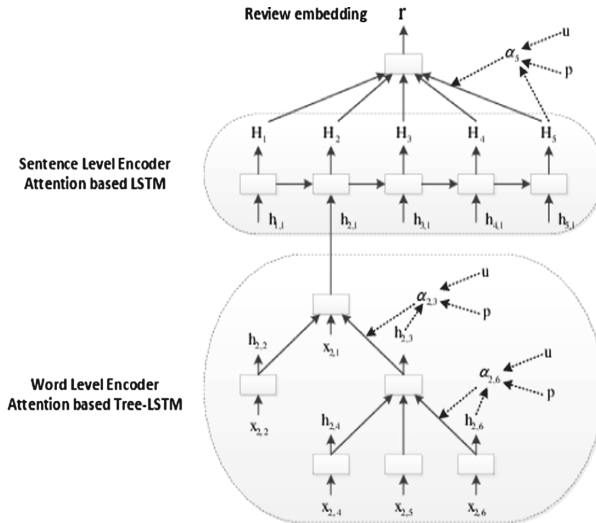 Review embedding r
u
α₅
p
H₁ H₂ H₃ H₄ H₅
Sentence Level Encoder
Attention based LSTM
h₁,₁ h₂,₁ h₃,₁ h₄,₁ h₅,₁
u
α₂,₃
p
h₂,₂ x₂,₁ h₂,₃
u
α₂,₆
p
Word Level Encoder
Attention based Tree-LSTM
x₂,₂ h₂,₄ h₂,₆
x₂,₄ x₂,₅ x₂,₆